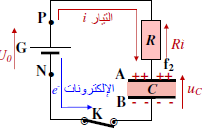 P
i التيار
U₀
G
R
Ri
f₂
A
++ ++
C
u_C
B
- - - -
N
e⁻ الإلكترونات
K